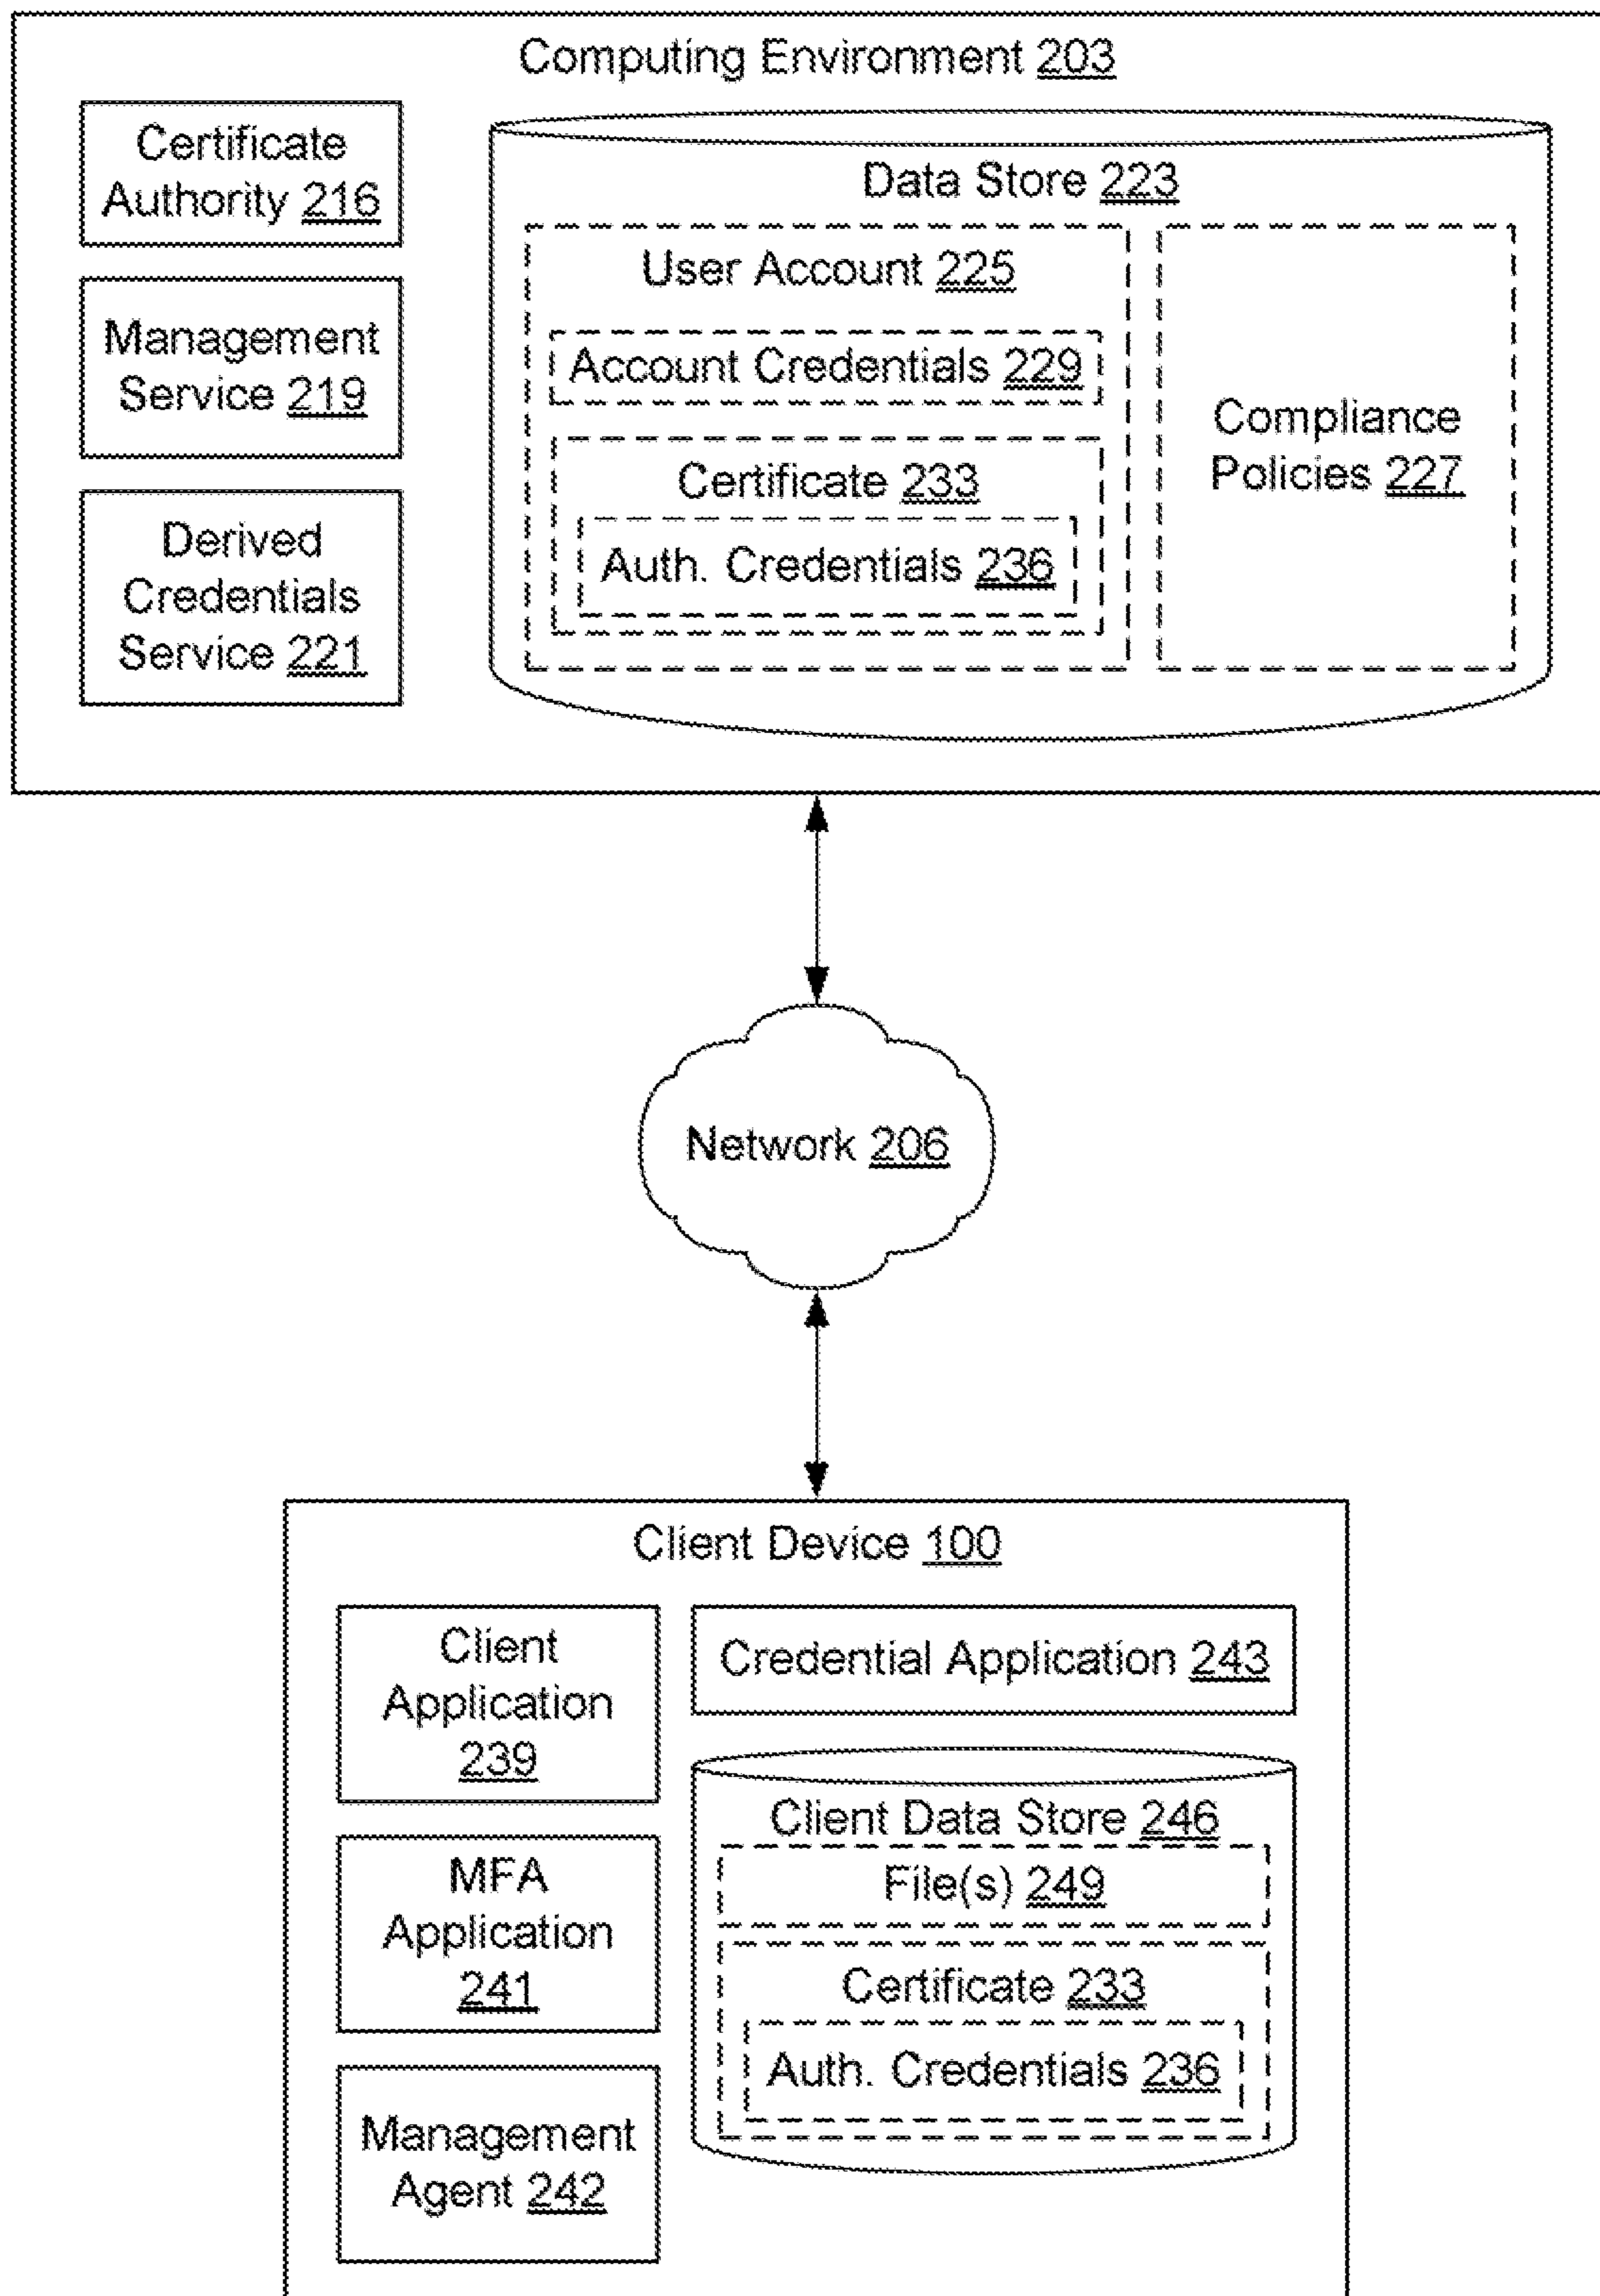 Computing Environment 203
Certificate
Authority 216
Management
Service 219
Derived
Credentials
Service 221
Data Store 223
User Account 225
Account Credentials 229
Certificate 233
Auth. Credentials 236
Compliance
Policies 227
Network 206
Client Device 100
Client
Application
239
MFA
Application
241
Management
Agent 242
Credential Application 243
Client Data Store 246
File(s) 249
Certificate 233
Auth. Credentials 236